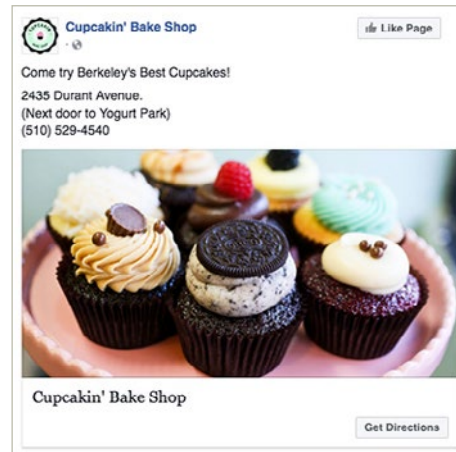 Cupcakin' Bake Shop
Like Page
Come try Berkeley's Best Cupcakes!
2435 Durant Avenue.
(Next door to Yogurt Park)
(510) 529-4540
OREO
Cupcakin' Bake Shop
Get Directions